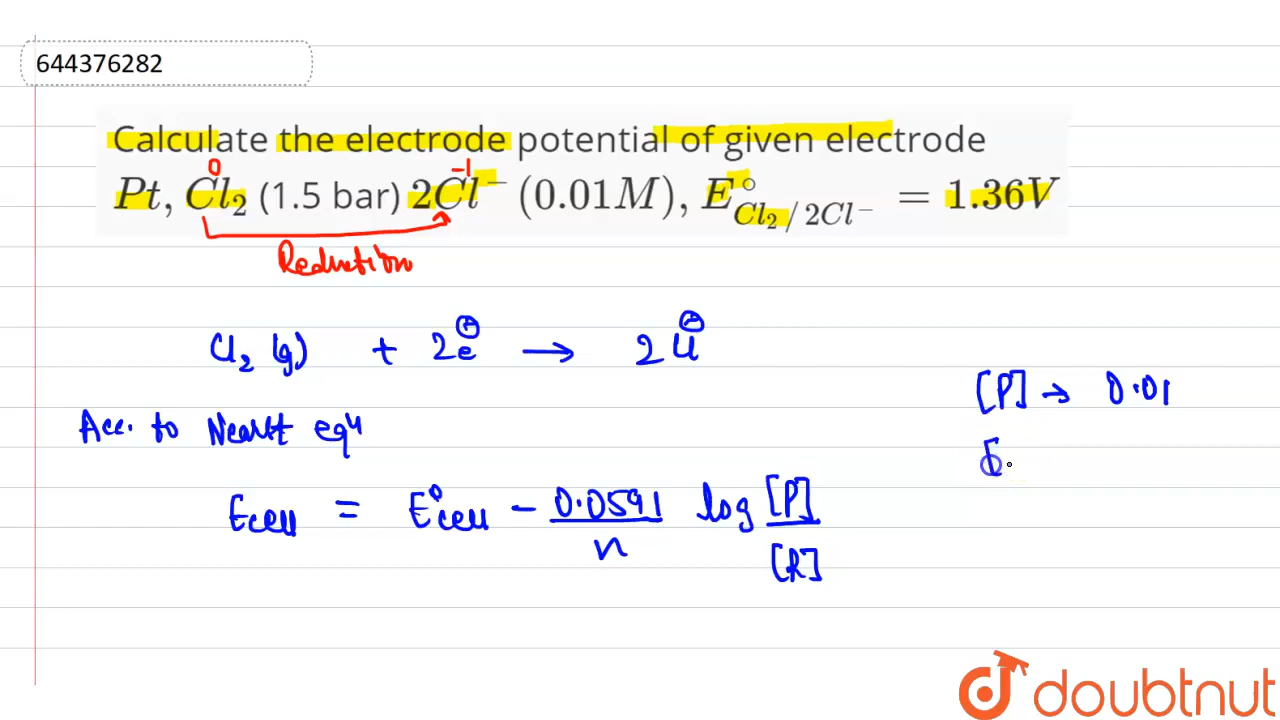 644376282
Calculate the electrode potential of given electrode
0 -1
Pt, Cl₂ (1.5 bar) 2Cl⁻ (0.01M), E°Cl₂/2Cl⁻ = 1.36V
Reduction
Cl₂ (g) + 2e⊖ → 2Cl⊖
[P] → 0.01
Acc. to Nernst eqⁿ
[
Ecell = E°cell - 0.0591/n log [P]/[R]
doubtnut